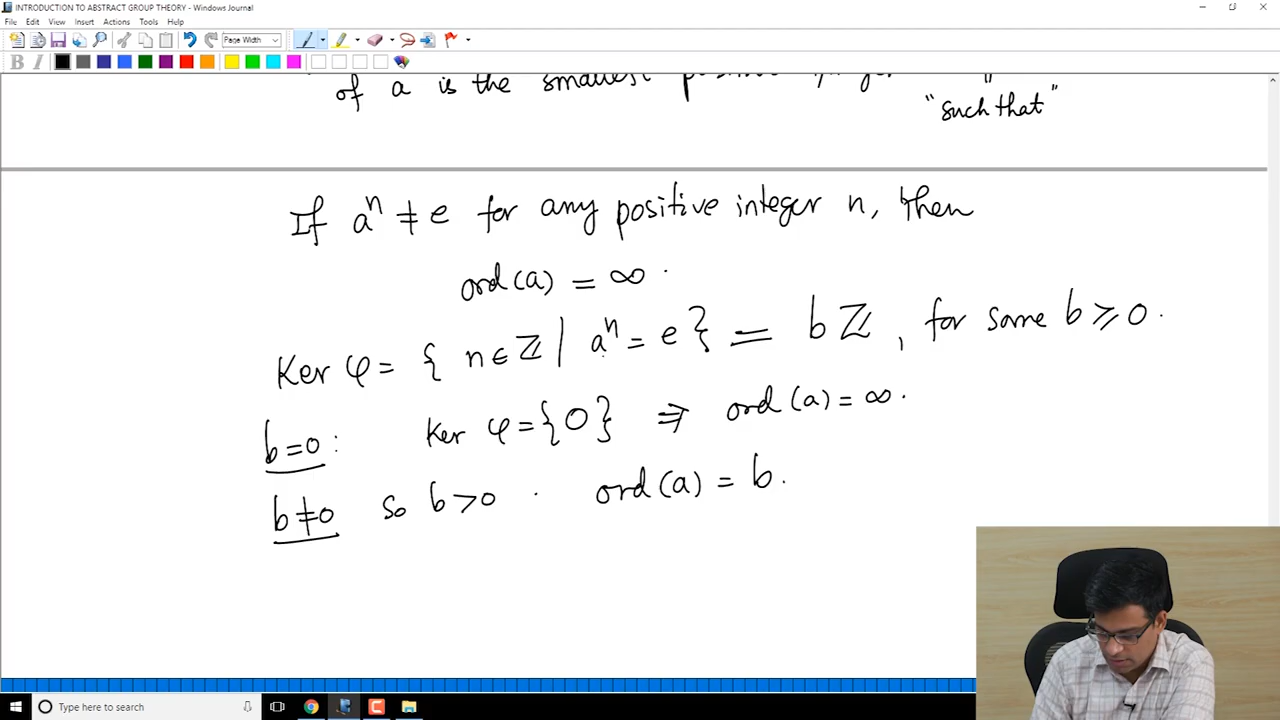 INTRODUCTION TO ABSTRACT GROUP THEORY - Windows Journal
File Edit View Insert Actions Tools Help
Page Width
B I
of a is the smallest positive
"such that"
If aⁿ ≠ e for any positive integer n, then
ord(a) = ∞.
Ker φ = { n ∈ ℤ | aⁿ = e } = bℤ, for some b ⩾ 0.
b=0: Ker φ = {0} ⇒ ord(a) = ∞.
b≠0 so b>0. ord(a) = b.
Type here to search